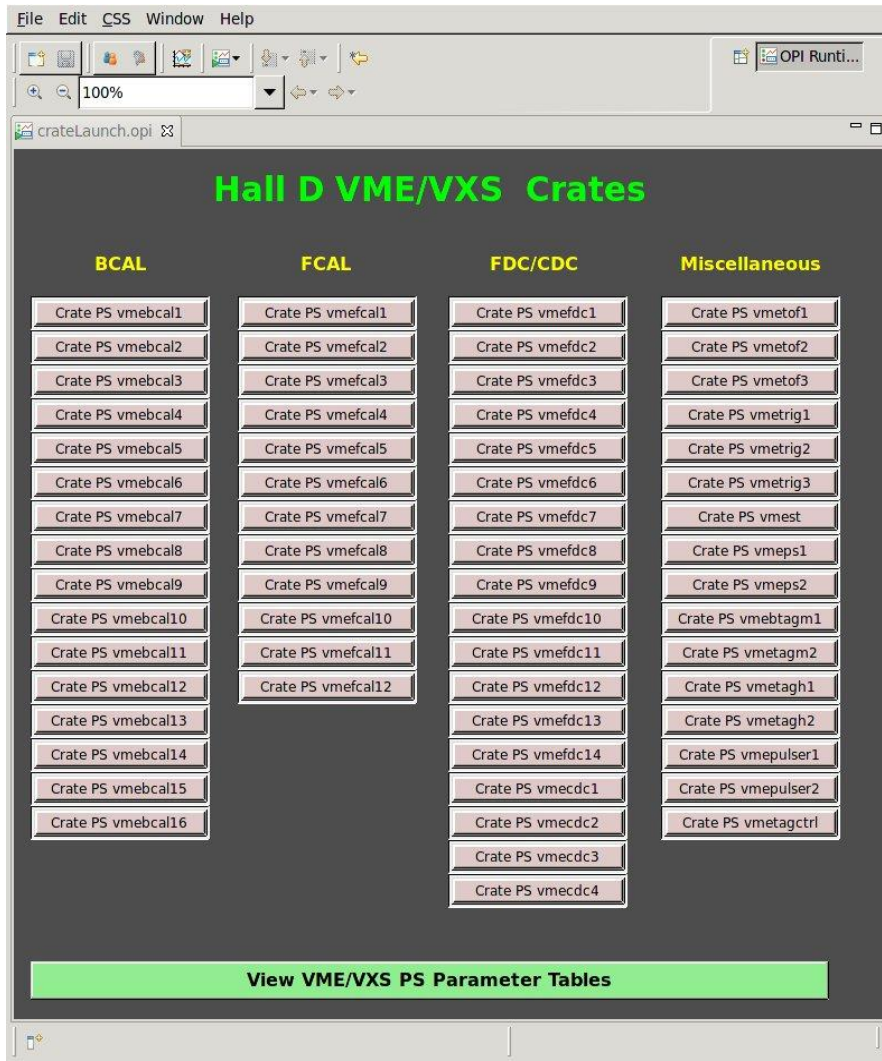 File Edit CSS Window Help
OPI Runti...
100%
crateLaunch.opi
Hall D VME/VXS Crates
BCAL FCAL FDC/CDC Miscellaneous
Crate PS vmebcal1 Crate PS vmefcal1 Crate PS vmefdc1 Crate PS vmetof1
Crate PS vmebcal2 Crate PS vmefcal2 Crate PS vmefdc2 Crate PS vmetof2
Crate PS vmebcal3 Crate PS vmefcal3 Crate PS vmefdc3 Crate PS vmetof3
Crate PS vmebcal4 Crate PS vmefcal4 Crate PS vmefdc4 Crate PS vmetrig1
Crate PS vmebcal5 Crate PS vmefcal5 Crate PS vmefdc5 Crate PS vmetrig2
Crate PS vmebcal6 Crate PS vmefcal6 Crate PS vmefdc6 Crate PS vmetrig3
Crate PS vmebcal7 Crate PS vmefcal7 Crate PS vmefdc7 Crate PS vmest
Crate PS vmebcal8 Crate PS vmefcal8 Crate PS vmefdc8 Crate PS vmeps1
Crate PS vmebcal9 Crate PS vmefcal9 Crate PS vmefdc9 Crate PS vmeps2
Crate PS vmebcal10 Crate PS vmefcal10 Crate PS vmefdc10 Crate PS vmebtagm1
Crate PS vmebcal11 Crate PS vmefcal11 Crate PS vmefdc11 Crate PS vmetagm2
Crate PS vmebcal12 Crate PS vmefcal12 Crate PS vmefdc12 Crate PS vmetagh1
Crate PS vmebcal13 Crate PS vmefdc13 Crate PS vmetagh2
Crate PS vmebcal14 Crate PS vmefdc14 Crate PS vmepulser1
Crate PS vmebcal15 Crate PS vmecdc1 Crate PS vmepulser2
Crate PS vmebcal16 Crate PS vmecdc2 Crate PS vmetagctrl
Crate PS vmecdc3
Crate PS vmecdc4
View VME/VXS PS Parameter Tables